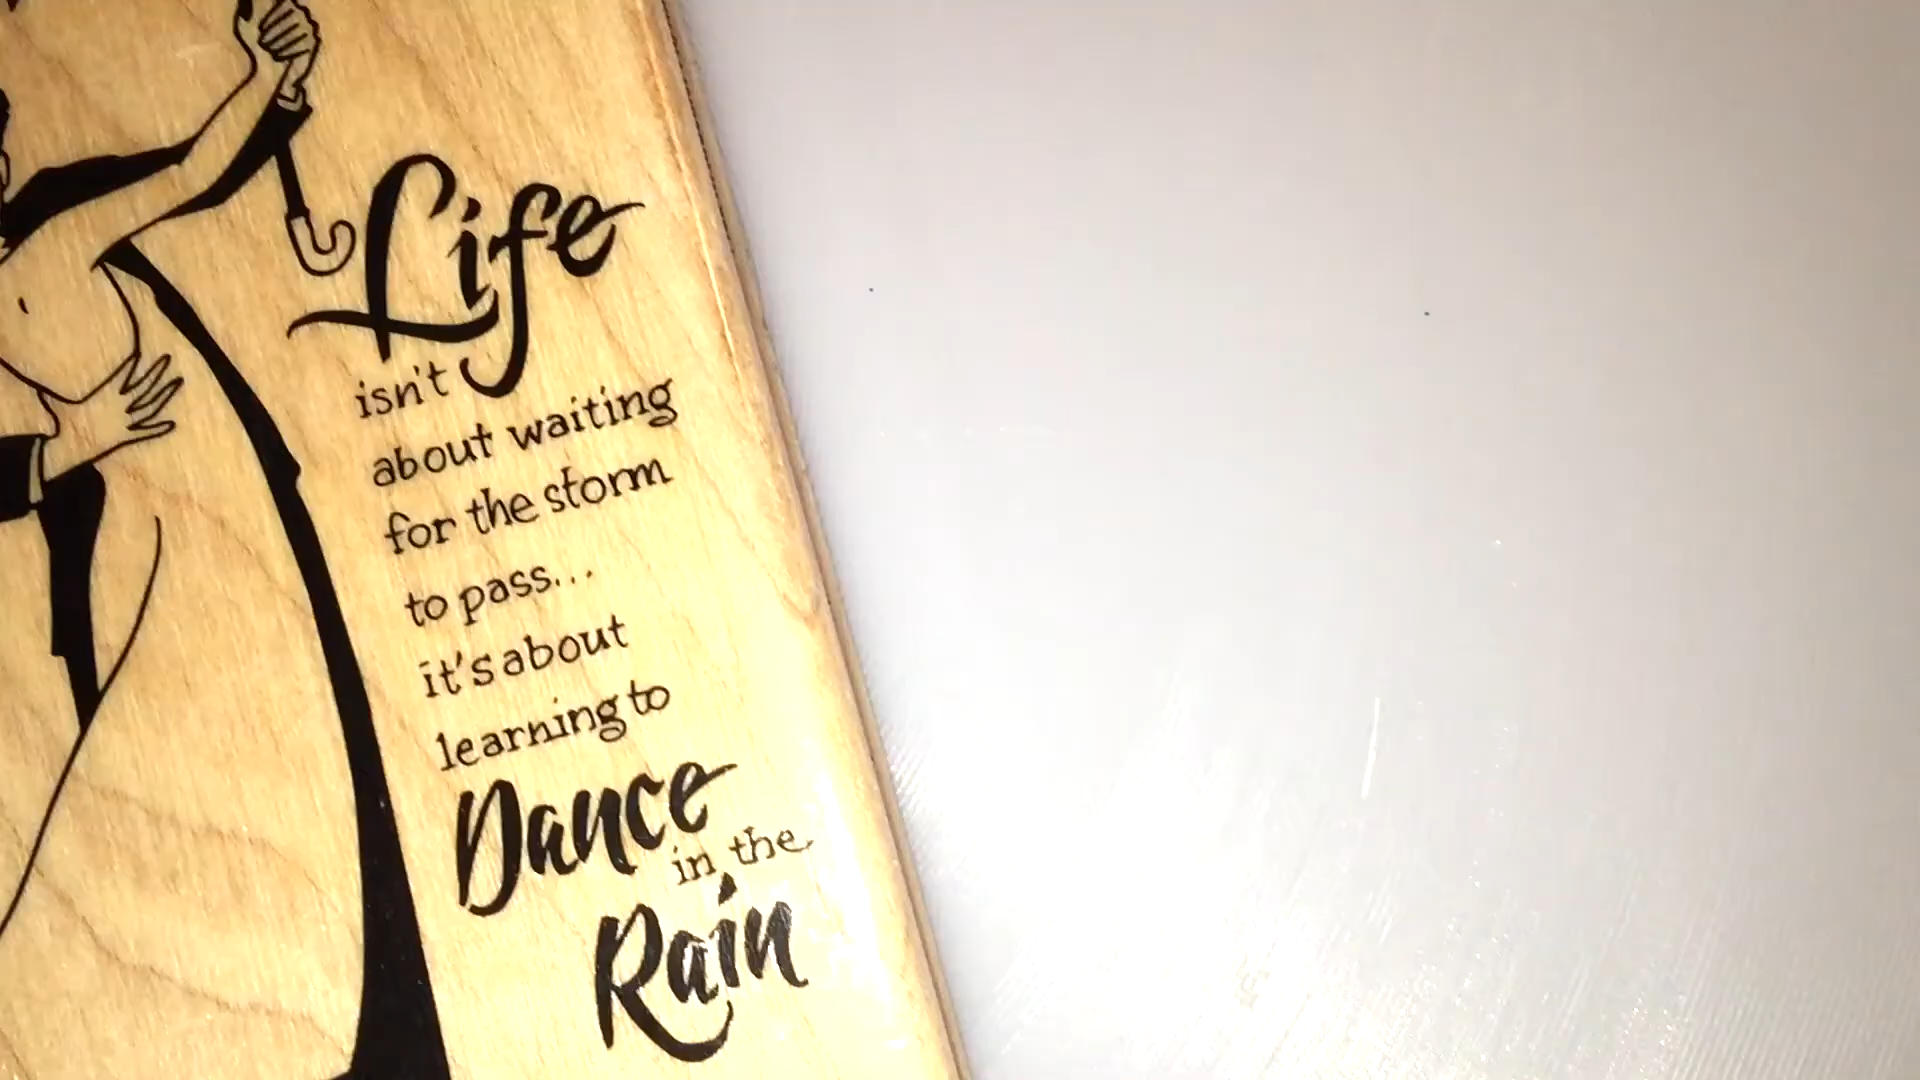 Life
isn't
about waiting
for the storm
to pass...
it's about
learning to
Dance
in the
Rain